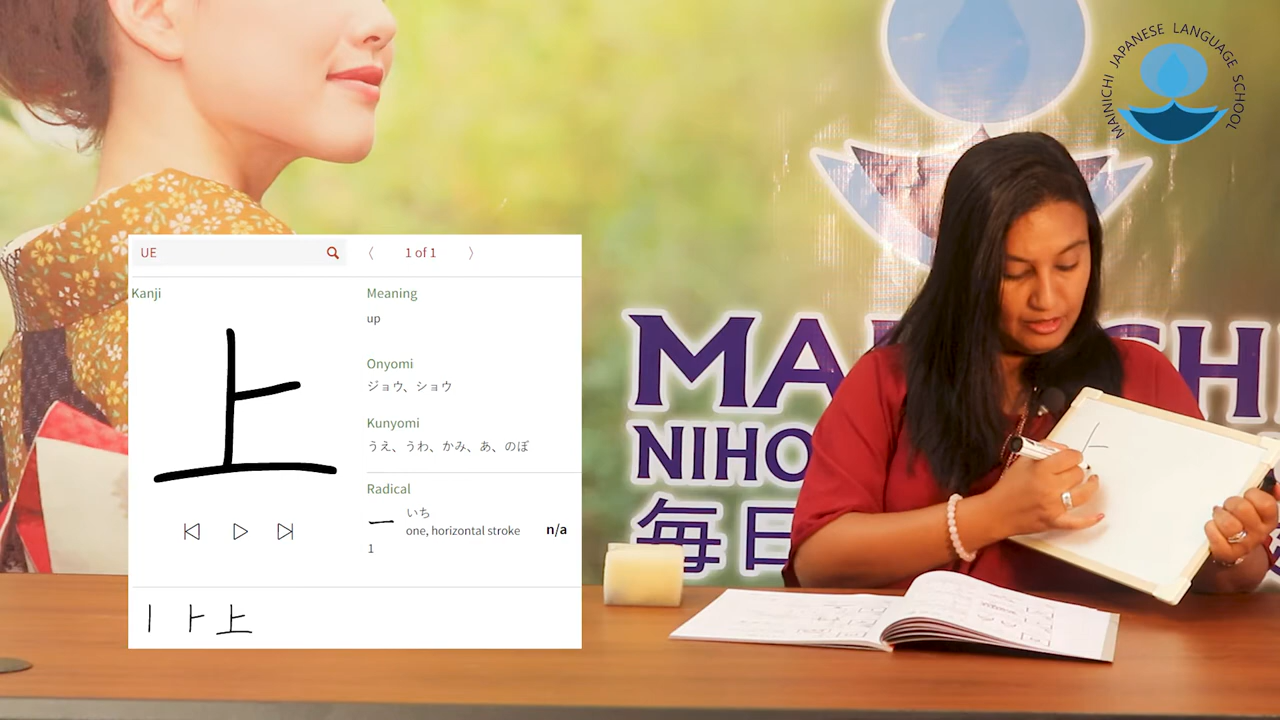 MAINICHI JAPANESE LANGUAGE SCHOOL
UE
1 of 1
Kanji
上
Meaning
up
Onyomi
ジョウ、ショウ
Kunyomi
うえ、うわ、かみ、あ、のぼ
Radical
一
いち
one, horizontal stroke
n/a
1
上
NIHO
毎日